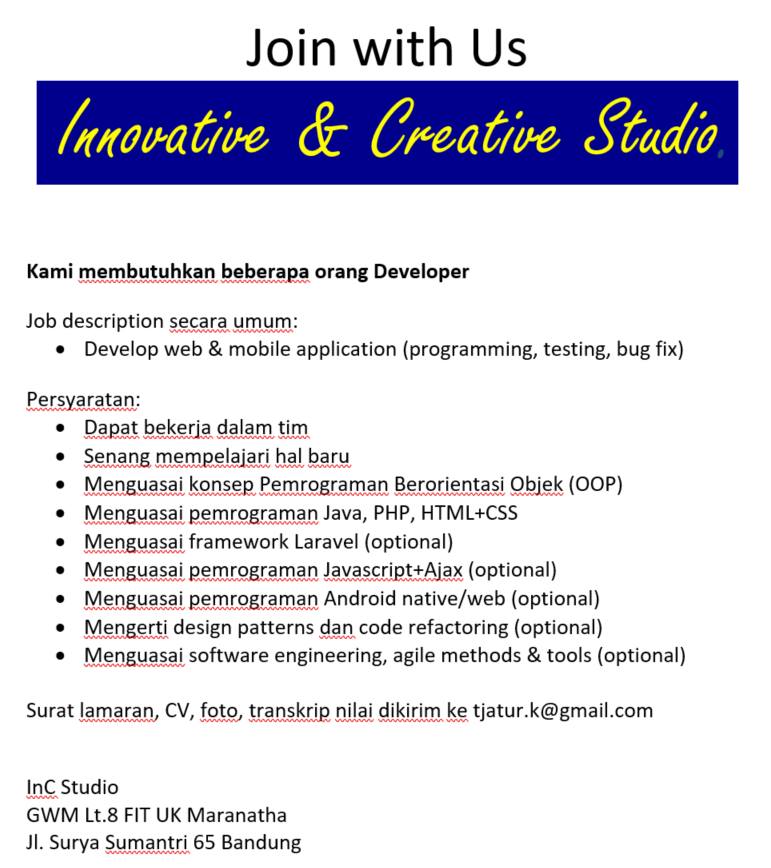 Join with Us
Innovative & Creative Studio.
Kami membutuhkan beberapa orang Developer
Job description secara umum:
• Develop web & mobile application (programming, testing, bug fix)
Persyaratan:
• Dapat bekerja dalam tim
• Senang mempelajari hal baru
• Menguasai konsep Pemrograman Berorientasi Objek (OOP)
• Menguasai pemrograman Java, PHP, HTML+CSS
• Menguasai framework Laravel (optional)
• Menguasai pemrograman Javascript+Ajax (optional)
• Menguasai pemrograman Android native/web (optional)
• Mengerti design patterns dan code refactoring (optional)
• Menguasai software engineering, agile methods & tools (optional)
Surat lamaran, CV, foto, transkrip nilai dikirim ke tjatur.k@gmail.com
InC Studio
GWM Lt.8 FIT UK Maranatha
Jl. Surya Sumantri 65 Bandung